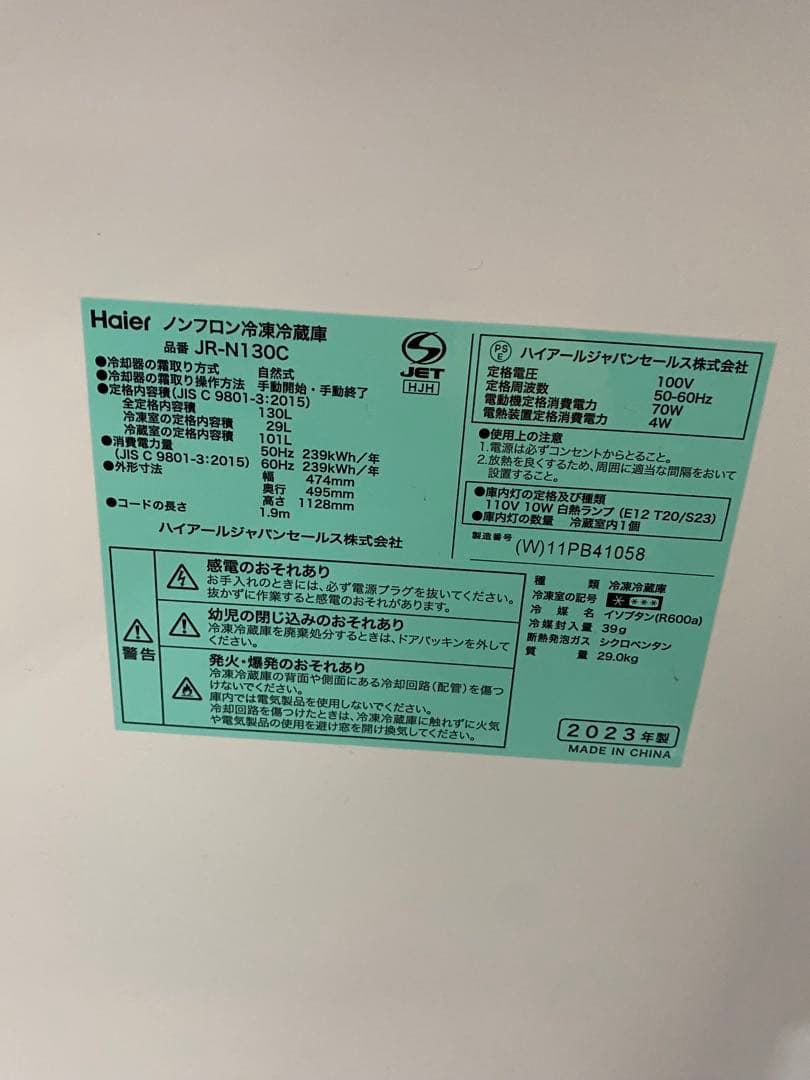 Haier ノンフロン冷凍冷蔵庫
品番 JR-N130C
●冷却器の霜取り方式 自然式
●冷却器の霜取り操作方法 手動開始・手動終了
●定格内容積(JIS C 9801-3:2015)
全定格内容積 130L
冷凍室の定格内容積 29L
冷蔵室の定格内容積 101L
●消費電力量 50Hz 239kWh/年
(JIS C 9801-3:2015) 60Hz 239kWh/年
●外形寸法 幅 474mm
奥行 495mm
高さ 1128mm
●コードの長さ 1.9m
ハイアールジャパンセールス株式会社
JET
HJH
PS
E
ハイアールジャパンセールス株式会社
定格電圧 100V
定格周波数 50-60Hz
電動機定格消費電力 70W
電熱装置定格消費電力 4W
●使用上の注意
1.電源は必ずコンセントからとること。
2.放熱を良くするため、周囲に適当な間隔をおいて
設置すること。
●庫内灯の定格及び種類
110V 10W 白熱ランプ (E12 T20/S23)
●庫内灯の数量 冷蔵室内1個
製造番号 (W)11PB41058
警告
感電のおそれあり
お手入れのときには、必ず電源プラグを抜いてください。
抜かずに作業すると感電のおそれがあります。
幼児の閉じ込みのおそれあり
冷凍冷蔵庫を廃棄処分するときは、ドアパッキンを外して
ください。
発火・爆発のおそれあり
冷凍冷蔵庫の背面や側面にある冷却回路(配管)を傷つ
けないでください。
庫内では電気製品を使用しないでください。
冷却回路を傷つけたときは、冷凍冷蔵庫に触れずに火気
や電気製品の使用を避け窓を開け換気してください。
種類 冷凍冷蔵庫
冷凍室の記号 * ***
冷媒名 イソブタン(R600a)
冷媒封入量 39g
断熱発泡ガス シクロペンタン
質量 29.0kg
2023年製
MADE IN CHINA